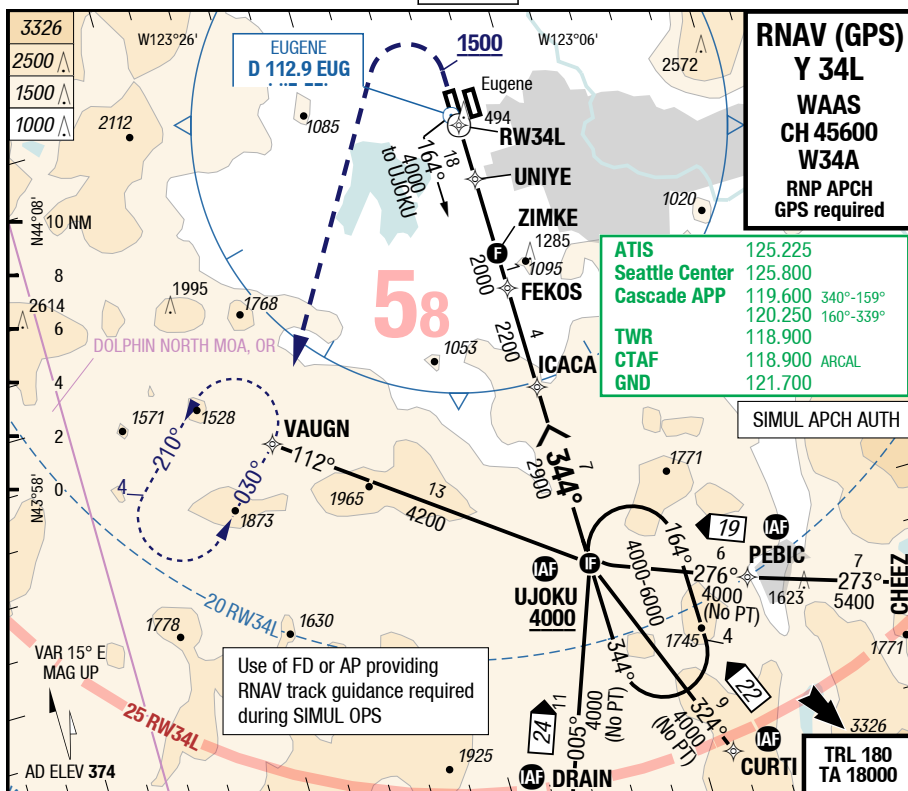 3326
2500
1500
1000
W123°26'
W123°06'
EUGENE
D 112.9 EUG
1500
2572
Eugene
494
RNAV (GPS)
Y 34L
WAAS
CH 45600
W34A
RNP APCH
GPS required
2112
1085
RW34L
164°
4000
to UJOKU
18
UNIYE
1020
N44°08'
10 NM
ZIMKE
F
1285
1095
2000
1
FEKOS
ATIS 125.225
Seattle Center 125.800
Cascade APP 119.600 340°-159°
120.250 160°-339°
TWR 118.900
CTAF 118.900 ARCAL
GND 121.700
8
2614
1995
1768
58
6
DOLPHIN NORTH MOA, OR
1053
4
2200
ICACA
4
SIMUL APCH AUTH
1571
1528
VAUGN
2
210°
030°
4
112°
1965
13
4200
2900
344°
7
1771
N43°58'
0
1873
19
IAF
PEBIC
164°
4000-6000
6
276°
4000
(No PT)
1623
7
273°
5400
CHEEZ
IF
IAF
UJOKU
4000
20 RW34L
1778
1630
1745
4
1771
VAR 15° E
MAG UP
Use of FD or AP providing
RNAV track guidance required
during SIMUL OPS
344°
22
25 RW34L
24
11
005°
4000
(No PT)
9
324°
4000
(No PT)
3326
AD ELEV 374
1925
IAF
DRAIN
IAF
CURTI
TRL 180
TA 18000